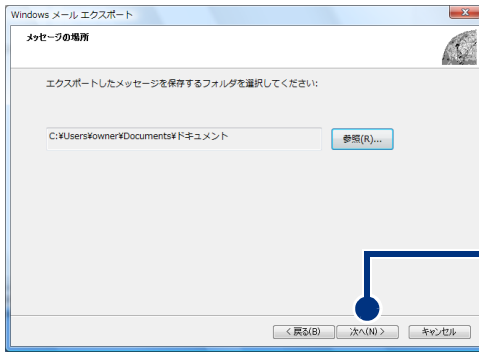 Windows メール エクスポート
メッセージの場所
エクスポートしたメッセージを保存するフォルダを選択してください:
C:¥Users¥owner¥Documents¥ドキュメント
参照(R)...
< 戻る(B)
次へ(N) >
キャンセル